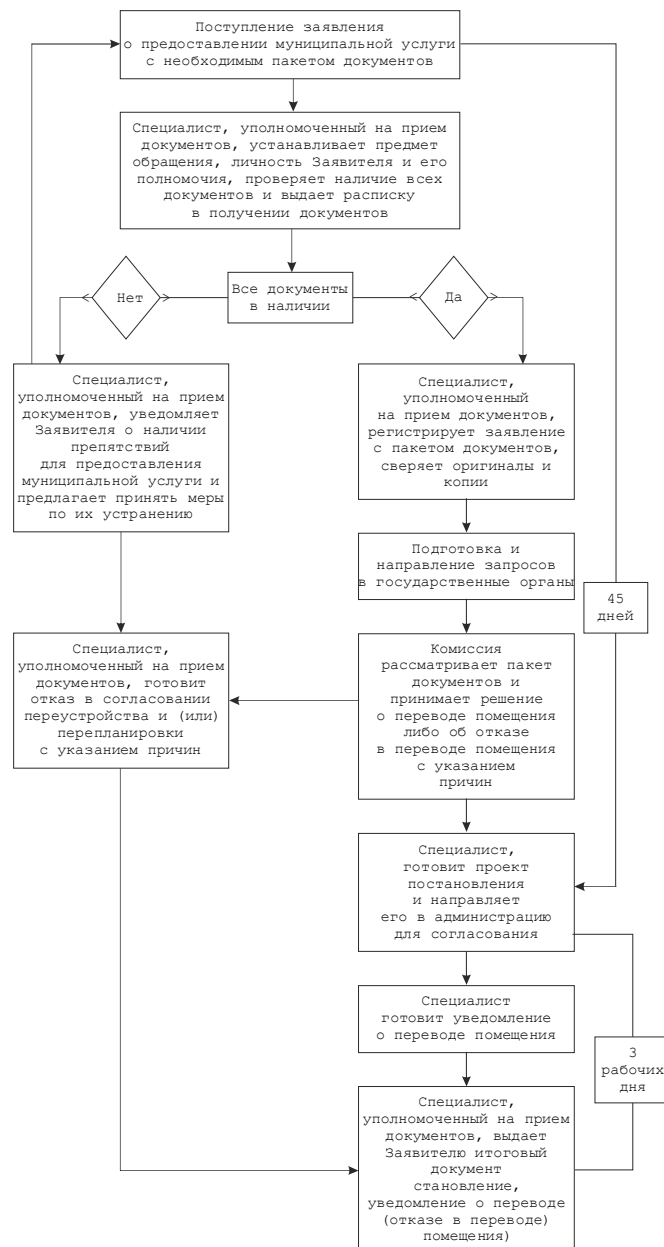 Поступление заявления
о предоставлении муниципальной услуги
с необходимым пакетом документов
Специалист, уполномоченный на прием
документов, устанавливает предмет
обращения, личность Заявителя и его
полномочия, проверяет наличие всех
документов и выдает расписку
в получении документов
Нет
Все документы
в наличии
Да
Специалист,
уполномоченный на прием
документов, уведомляет
Заявителя о наличии
препятствий
для предоставления
муниципальной услуги и
предлагает принять меры
по их устранению
Специалист,
уполномоченный
на прием документов,
регистрирует заявление
с пакетом документов,
сверяет оригиналы и
копии
Подготовка и
направление запросов
в государственные органы
45
дней
Специалист,
уполномоченный на прием
документов, готовит
отказ в согласовании
переустройства и (или)
перепланировки
с указанием причин
Комиссия
рассматривает пакет
документов и
принимает решение
о переводе помещения
либо об отказе
в переводе помещения
с указанием
причин
Специалист,
готовит проект
постановления
и направляет
его в администрацию
для согласования
Специалист
готовит уведомление
о переводе помещения
3
рабочих
дня
Специалист,
уполномоченный на прием
документов, выдает
Заявителю итоговый
документ
становление,
уведомление о переводе
(отказе в переводе)
помещения)